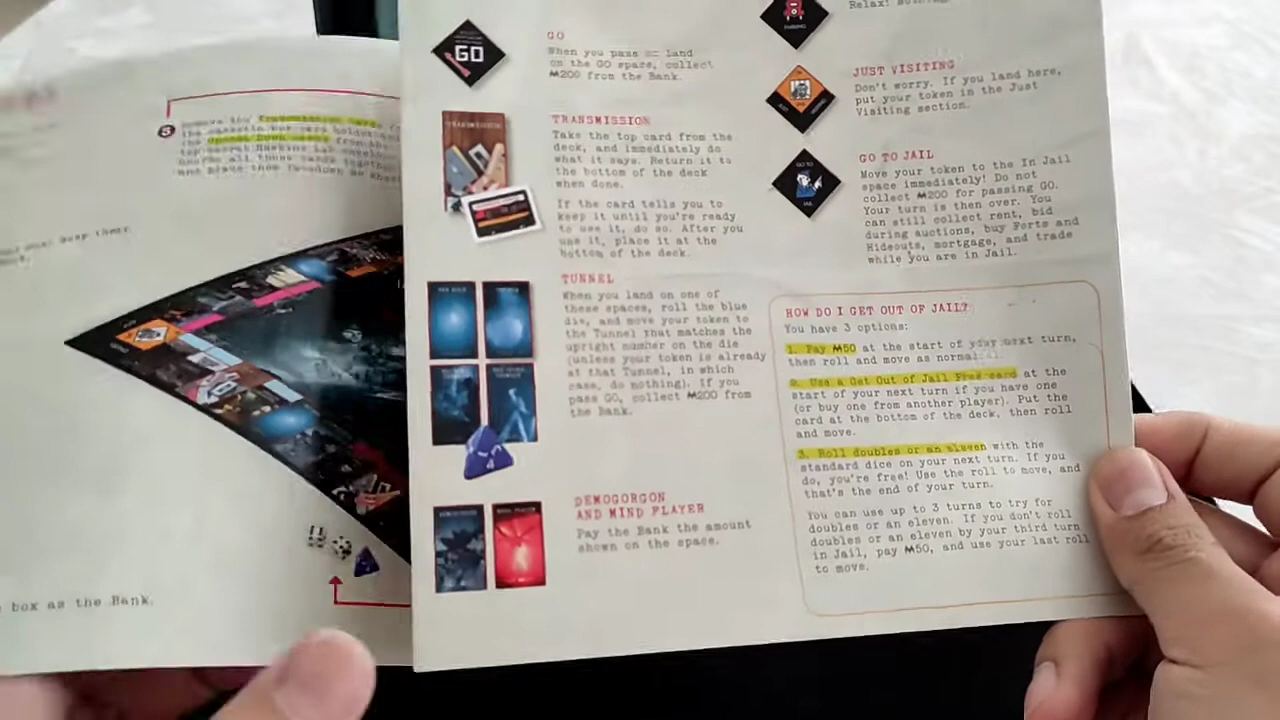 5
Remove the Transmission cards
GO
GO
When you pass or land
on the GO space, collect
₩200 from the Bank.
TRANSMISSION
TRANSMISSION
Take the top card from the
deck, and immediately do
what it says. Return it to
the bottom of the deck
when done.
If the card tells you to
keep it until you're ready
to use it, do so. After you
use it, place it at the
bottom of the deck.
TUNNEL
When you land on one of
these spaces, roll the blue
die, and move your token to
the Tunnel that matches the
upright number on the die
(unless your token is already
at that Tunnel, in which
case, do nothing). If you
pass GO, collect ₩200 from
the Bank.
DEMOGORGON
AND MIND FLAYER
Pay the Bank the amount
shown on the space.
PARKING
Relax!
JUST VISITING
Don't worry. If you land here,
put your token in the Just
Visiting section.
GO TO
JAIL
GO TO JAIL
Move your token to the In Jail
space immediately! Do not
collect ₩200 for passing GO.
Your turn is then over. You
can still collect rent, bid
during auctions, buy Forts and
Hideouts, mortgage, and trade
while you are in Jail.
HOW DO I GET OUT OF JAIL?
You have 3 options:
1. Pay ₩50 at the start of your next turn,
then roll and move as normal.
2. Use a Get Out of Jail Free card at the
start of your next turn if you have one
(or buy one from another player). Put the
card at the bottom of the deck, then roll
and move.
3. Roll doubles or an eleven with the
standard dice on your next turn. If you
do, you're free! Use the roll to move, and
that's the end of your turn.
You can use up to 3 turns to try for
doubles or an eleven. If you don't roll
doubles or an eleven by your third turn
in Jail, pay ₩50, and use your last roll
to move.
box as the Bank.